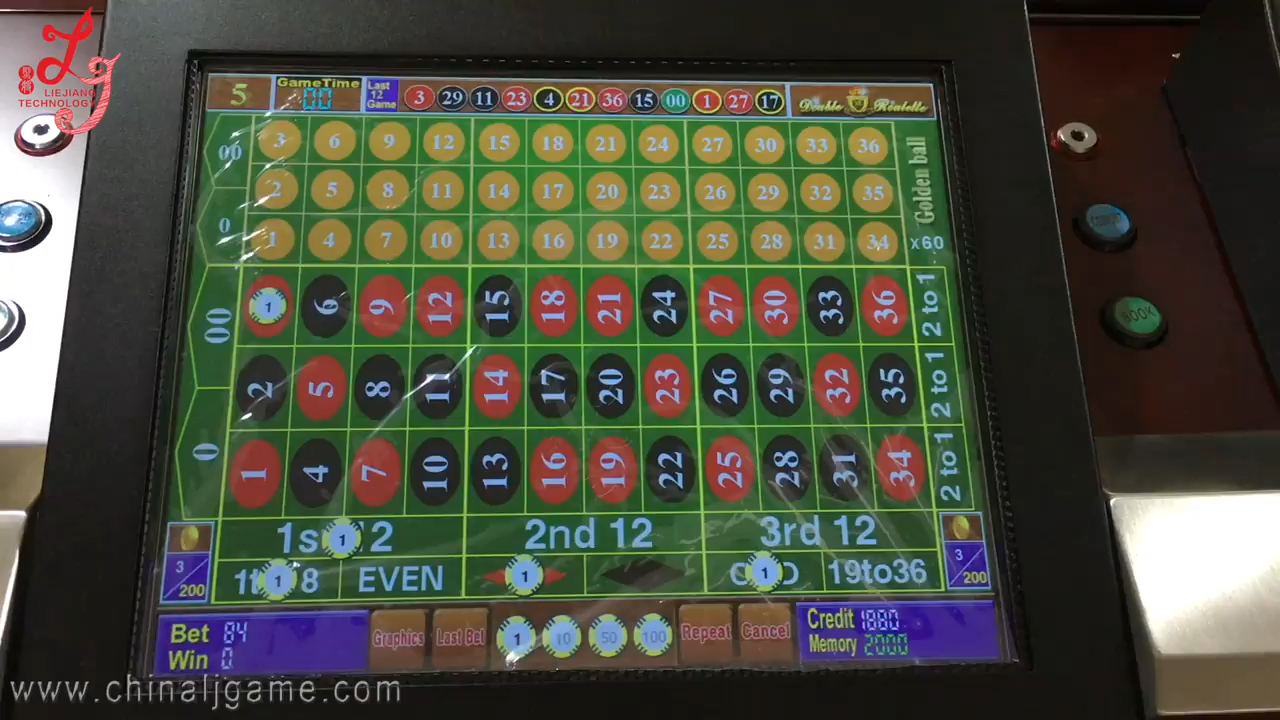 LJ
LIEJIANG
TECHNOLOGY
5
GameTime
00
Last
12
Game
3 29 11 23 4 21 36 15 00 1 27 17
Double Roulette
00 3 6 9 12 15 18 21 24 27 30 33 36
2 5 8 11 14 17 20 23 26 29 32 35
0 1 4 7 10 13 16 19 22 25 28 31 34
Golden ball
x60
00 1 6 9 12 15 18 21 24 27 30 33 36 2 to 1
2 5 8 11 14 17 20 23 26 29 32 35 2 to 1
0 1 4 7 10 13 16 19 22 25 28 31 34 2 to 1
1 2nd 12 3rd 12
3
200
1 EVEN 1 1 19to36
3
200
Bet 84
Win 0
Graphics Last Bet 1 10 50 100 Repeat Cancel
Credit 1880
Memory 2000
BOOK
www.chinaljgame.com